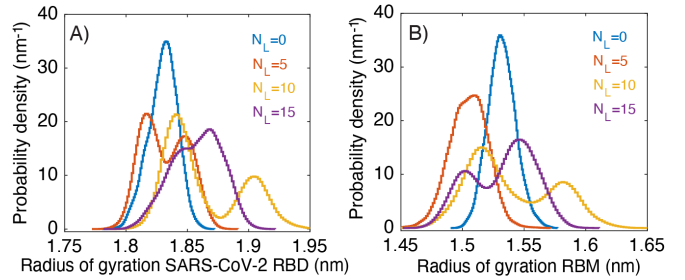 A)
N_L=0
N_L=5
N_L=10
N_L=15
Probability density (nm⁻¹)
40
30
20
10
0
1.75
1.8
1.85
1.9
1.95
Radius of gyration SARS-CoV-2 RBD (nm)
B)
N_L=0
N_L=5
N_L=10
N_L=15
Probability density (nm⁻¹)
40
30
20
10
0
1.45
1.5
1.55
1.6
1.65
Radius of gyration RBM (nm)